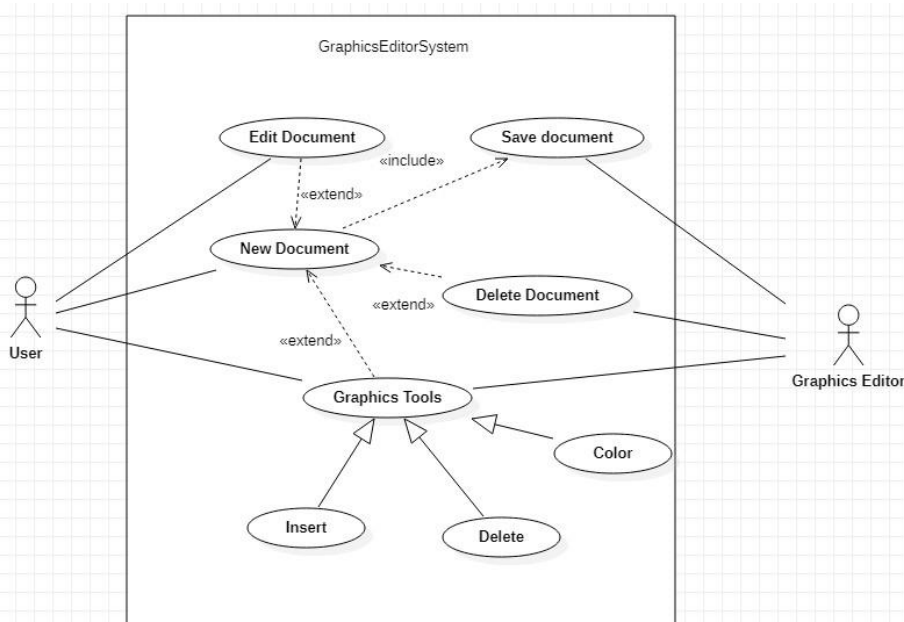 GraphicsEditorSystem
Edit Document
Save document
«include»
«extend»
New Document
Delete Document
«extend»
«extend»
User
Graphics Editor
Graphics Tools
Color
Insert
Delete